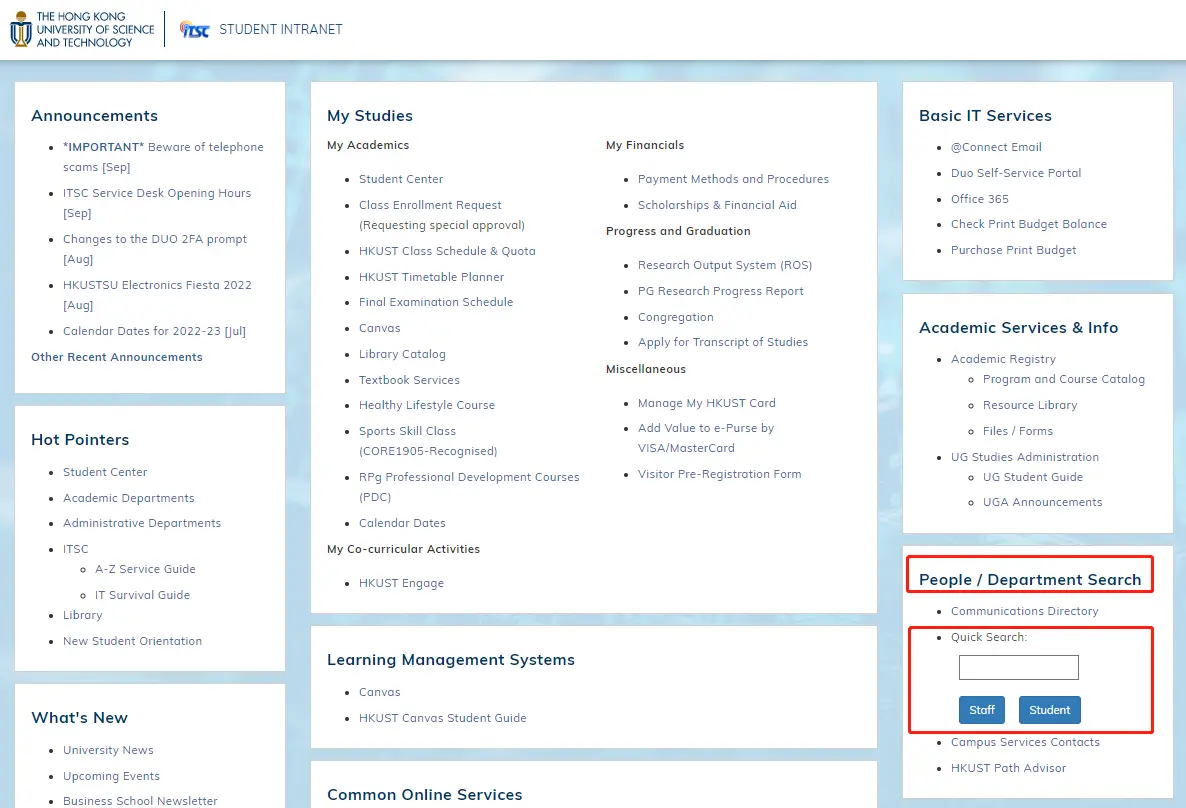 THE HONG KONG
UNIVERSITY OF SCIENCE
AND TECHNOLOGY
ITSC
STUDENT INTRANET
Announcements
*IMPORTANT* Beware of telephone
scams [Sep]
ITSC Service Desk Opening Hours
[Sep]
Changes to the DUO 2FA prompt
[Aug]
HKUSTSU Electronics Fiesta 2022
[Aug]
Calendar Dates for 2022-23 [Jul]
Other Recent Announcements
Hot Pointers
Student Center
Academic Departments
Administrative Departments
ITSC
A-Z Service Guide
IT Survival Guide
Library
New Student Orientation
What's New
University News
Upcoming Events
Business School Newsletter
My Studies
My Academics
Student Center
Class Enrollment Request
(Requesting special approval)
HKUST Class Schedule & Quota
HKUST Timetable Planner
Final Examination Schedule
Canvas
Library Catalog
Textbook Services
Healthy Lifestyle Course
Sports Skill Class
(CORE1905-Recognised)
RPg Professional Development Courses
(PDC)
Calendar Dates
My Co-curricular Activities
HKUST Engage
My Financials
Payment Methods and Procedures
Scholarships & Financial Aid
Progress and Graduation
Research Output System (ROS)
PG Research Progress Report
Congregation
Apply for Transcript of Studies
Miscellaneous
Manage My HKUST Card
Add Value to e-Purse by
VISA/MasterCard
Visitor Pre-Registration Form
Learning Management Systems
Canvas
HKUST Canvas Student Guide
Common Online Services
Basic IT Services
@Connect Email
Duo Self-Service Portal
Office 365
Check Print Budget Balance
Purchase Print Budget
Academic Services & Info
Academic Registry
Program and Course Catalog
Resource Library
Files / Forms
UG Studies Administration
UG Student Guide
UGA Announcements
People / Department Search
Communications Directory
Quick Search:
Staff
Student
Campus Services Contacts
HKUST Path Advisor